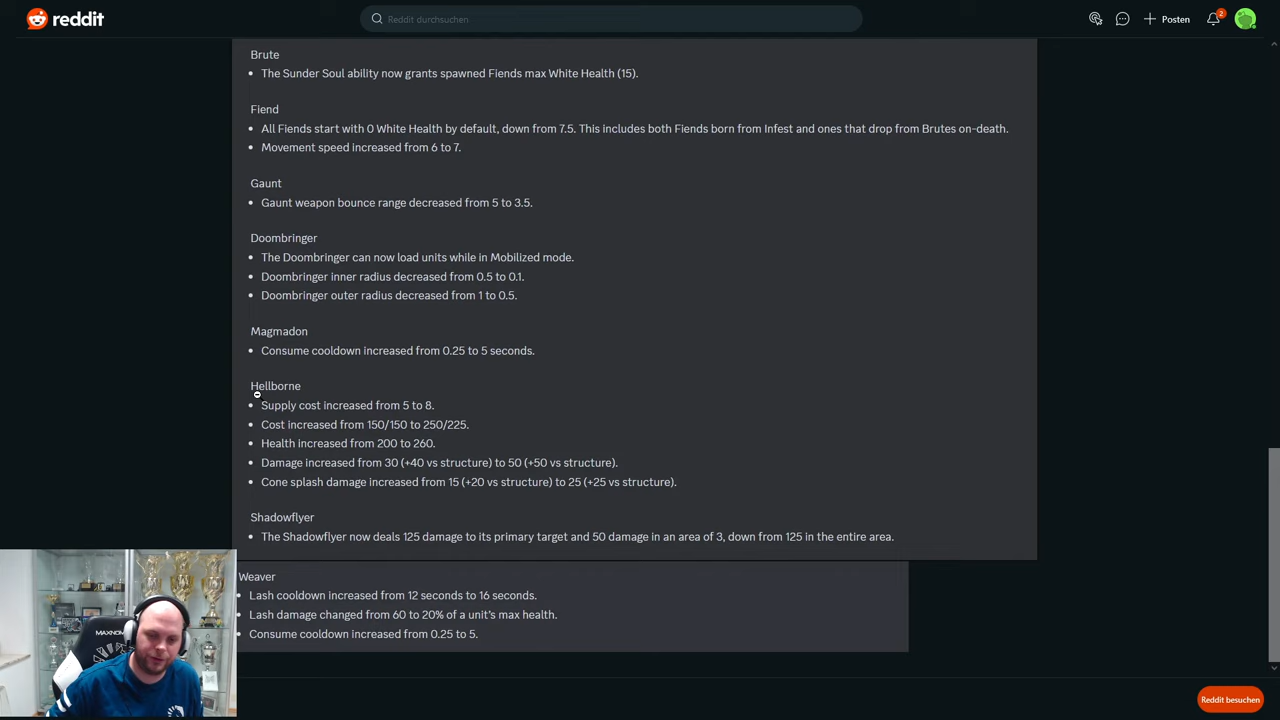 reddit
Reddit durchsuchen
Posten
2
Brute
• The Sunder Soul ability now grants spawned Fiends max White Health (15).
Fiend
• All Fiends start with 0 White Health by default, down from 7.5. This includes both Fiends born from Infest and ones that drop from Brutes on-death.
• Movement speed increased from 6 to 7.
Gaunt
• Gaunt weapon bounce range decreased from 5 to 3.5.
Doombringer
• The Doombringer can now load units while in Mobilized mode.
• Doombringer inner radius decreased from 0.5 to 0.1.
• Doombringer outer radius decreased from 1 to 0.5.
Magmadon
• Consume cooldown increased from 0.25 to 5 seconds.
Hellborne
• Supply cost increased from 5 to 8.
• Cost increased from 150/150 to 250/225.
• Health increased from 200 to 260.
• Damage increased from 30 (+40 vs structure) to 50 (+50 vs structure).
• Cone splash damage increased from 15 (+20 vs structure) to 25 (+25 vs structure).
Shadowflyer
• The Shadowflyer now deals 125 damage to its primary target and 50 damage in an area of 3, down from 125 in the entire area.
Weaver
• Lash cooldown increased from 12 seconds to 16 seconds.
• Lash damage changed from 60 to 20% of a unit's max health.
• Consume cooldown increased from 0.25 to 5.
MAXNOM
Reddit besuchen